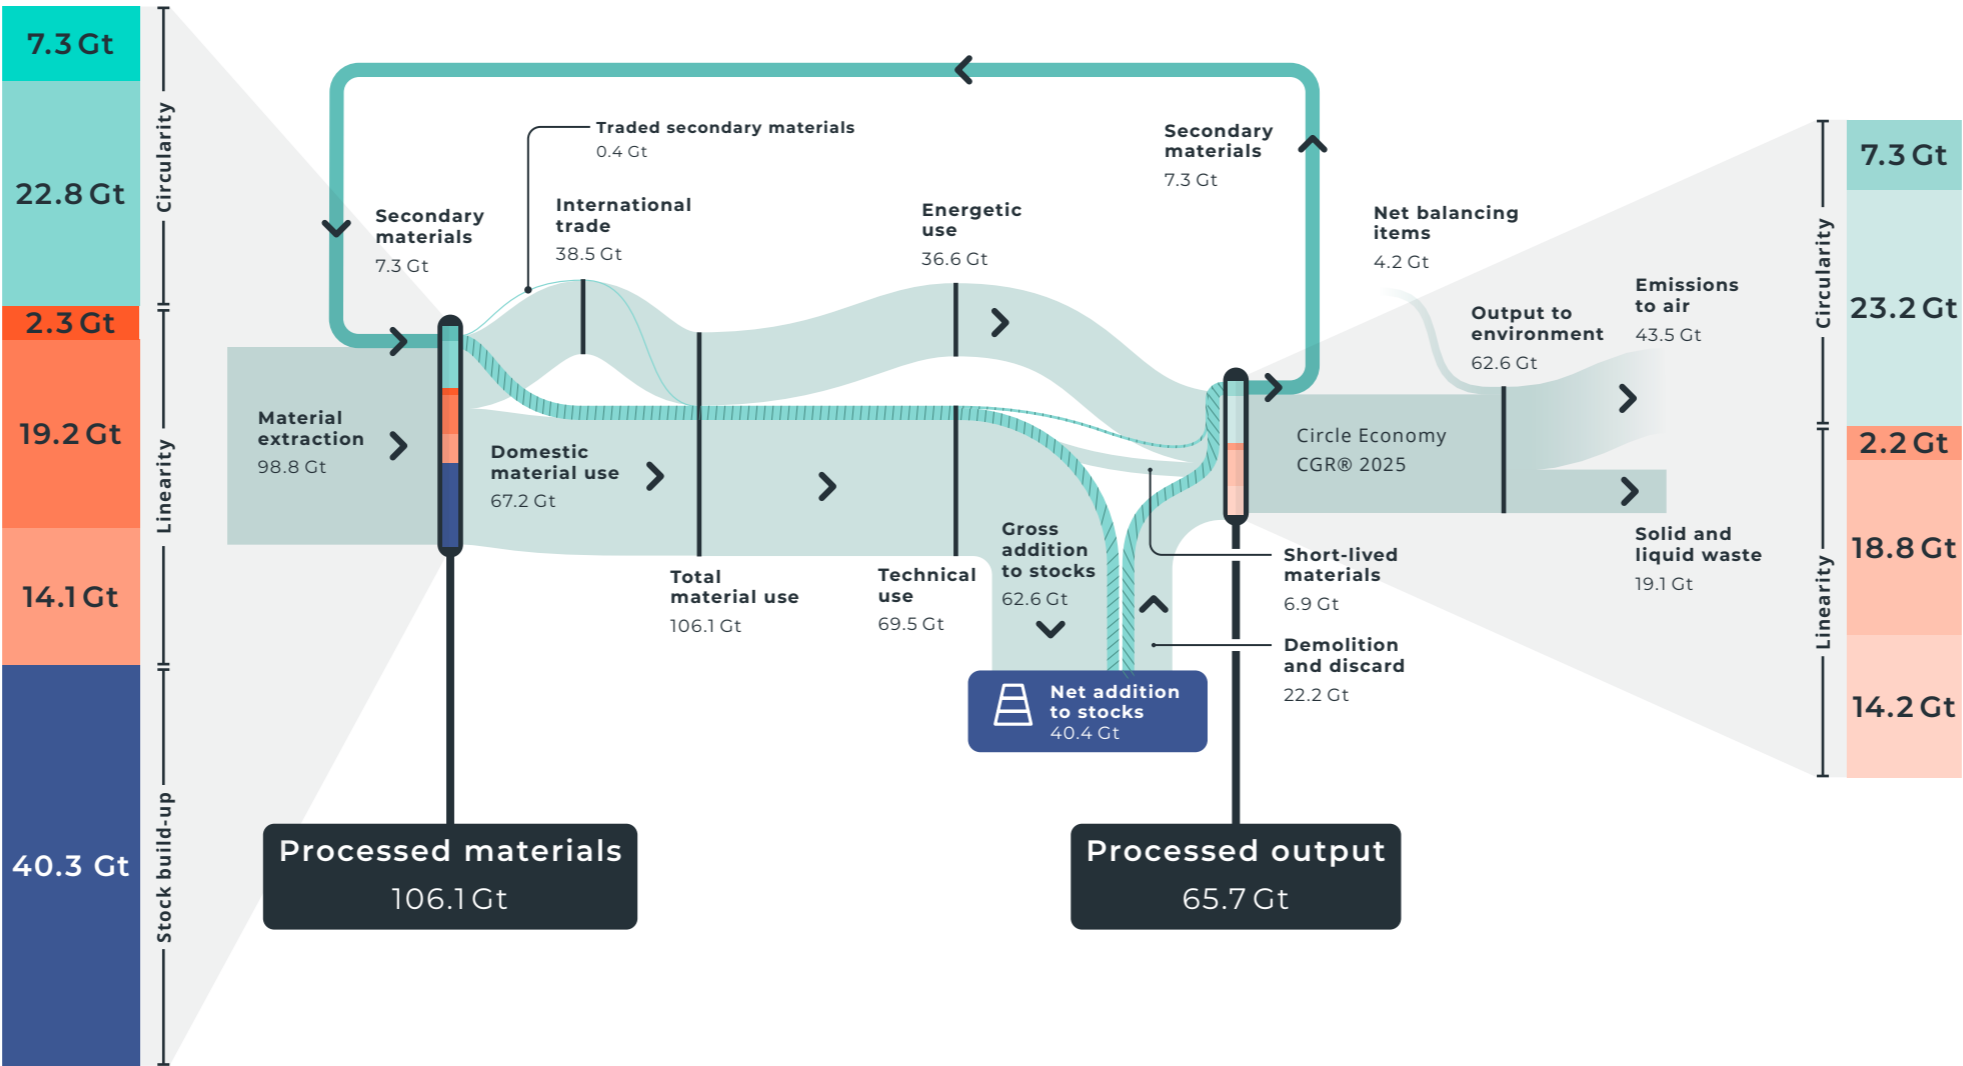 7.3 Gt
22.8 Gt
2.3 Gt
19.2 Gt
14.1 Gt
40.3 Gt
Circularity
Linearity
Stock build-up
Material
extraction
98.8 Gt
Secondary
materials
7.3 Gt
Traded secondary materials
0.4 Gt
International
trade
38.5 Gt
Domestic
material use
67.2 Gt
Total
material use
106.1 Gt
Energetic
use
36.6 Gt
Technical
use
69.5 Gt
Gross
addition
to stocks
62.6 Gt
Net addition
to stocks
40.4 Gt
Secondary
materials
7.3 Gt
Short-lived
materials
6.9 Gt
Demolition
and discard
22.2 Gt
Circle Economy
CGR® 2025
Net balancing
items
4.2 Gt
Output to
environment
62.6 Gt
Emissions
to air
43.5 Gt
Solid and
liquid waste
19.1 Gt
Processed materials
106.1 Gt
Processed output
65.7 Gt
Circularity
Linearity
7.3 Gt
23.2 Gt
2.2 Gt
18.8 Gt
14.2 Gt